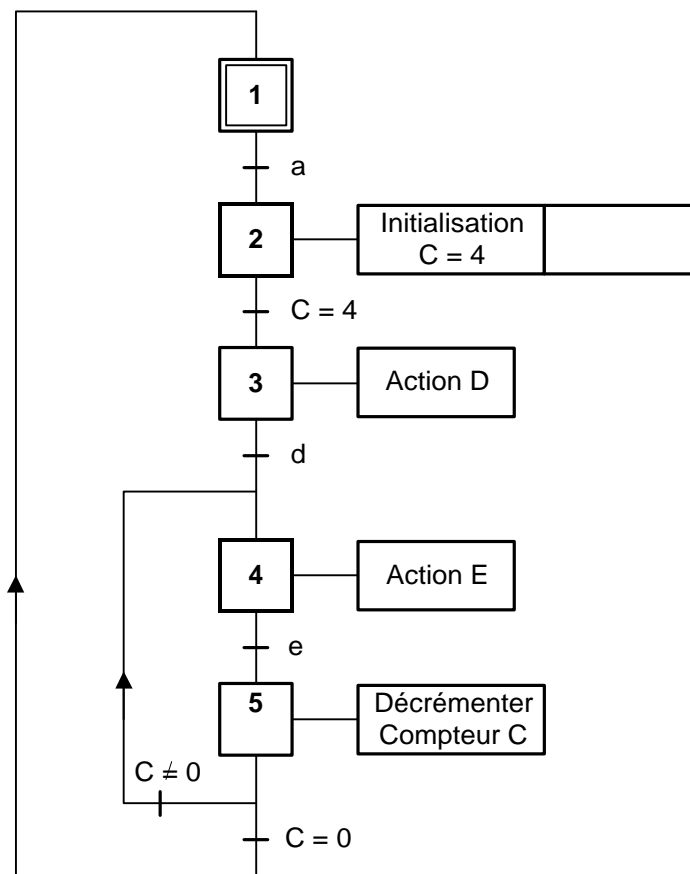 1
a
2
Initialisation
C = 4
C = 4
3
Action D
d
4
Action E
e
5
Décrémenter
Compteur C
C ≠ 0
C = 0